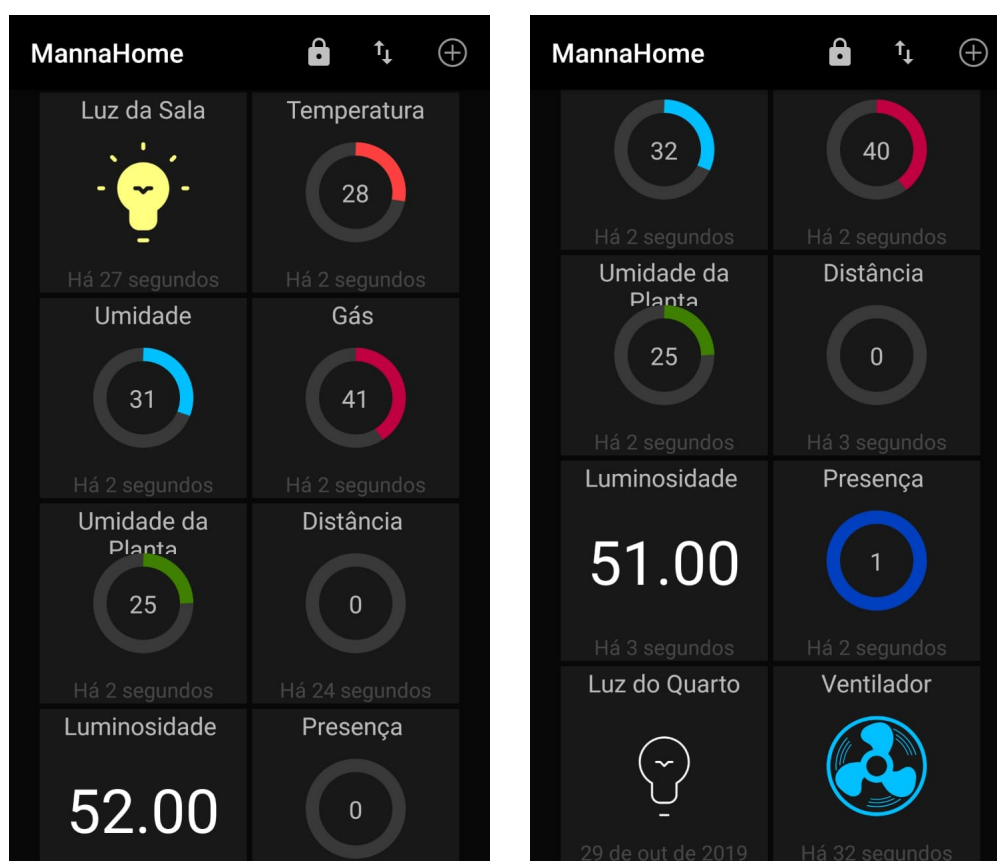 MannaHome
Luz da Sala
Temperatura
28
Há 27 segundos
Há 2 segundos
Umidade
Gás
31
41
Há 2 segundos
Há 2 segundos
Umidade da
Planta
Distância
25
0
Há 2 segundos
Há 24 segundos
Luminosidade
Presença
52.00
0
MannaHome
32
40
Há 2 segundos
Há 2 segundos
Umidade da
Planta
Distância
25
0
Há 2 segundos
Há 3 segundos
Luminosidade
Presença
51.00
1
Há 3 segundos
Há 2 segundos
Luz do Quarto
Ventilador
29 de out de 2019
Há 32 segundos